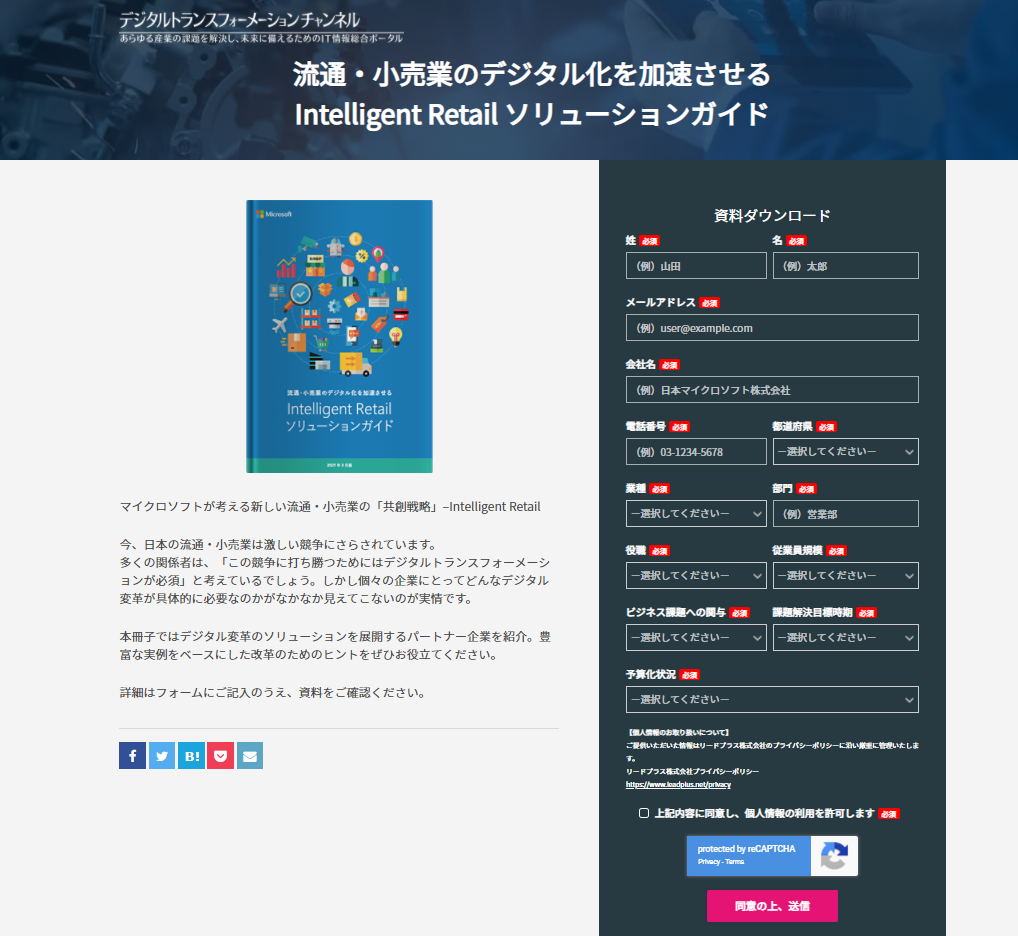 デジタルトランスフォーメーションチャンネル
あらゆる産業の課題を解決し、未来に備えるためのIT情報総合ポータル
流通・小売業のデジタル化を加速させる
Intelligent Retail ソリューションガイド
Microsoft
流通・小売業のデジタル化を加速させる
Intelligent Retail
ソリューションガイド
マイクロソフトが考える新しい流通・小売業の「共創戦略」–Intelligent Retail
今、日本の流通・小売業は激しい競争にさらされています。
多くの関係者は、「この競争に打ち勝つためにはデジタルトランスフォーメーシ
ョンが必須」と考えているでしょう。しかし個々の企業にとってどんなデジタル
変革が具体的に必要なのかがなかなか見えてこないのが実情です。
本冊子ではデジタル変革のソリューションを展開するパートナー企業を紹介。豊
富な実例をベースにした改革のためのヒントをぜひお役立てください。
詳細はフォームにご記入のうえ、資料をご確認ください。
B!
資料ダウンロード
姓 必須 名 必須
（例）山田 （例）太郎
メールアドレス 必須
（例）user@example.com
会社名 必須
（例）日本マイクロソフト株式会社
電話番号 必須 都道府県 必須
（例）03-1234-5678 －選択してください－
業種 必須 部門 必須
－選択してください－ （例）営業部
役職 必須 従業員規模 必須
－選択してください－ －選択してください－
ビジネス課題への関与 必須 課題解決目標時期 必須
－選択してください－ －選択してください－
予算化状況 必須
－選択してください－
【個人情報のお取り扱いについて】
ご提供いただいた情報はリードプラス株式会社のプライバシーポリシーに沿い厳重に管理いたしま
す。
リードプラス株式会社プライバシーポリシー
https://www.leadplus.net/privacy
上記内容に同意し、個人情報の利用を許可します 必須
protected by reCAPTCHA
Privacy - Terms
同意の上、送信